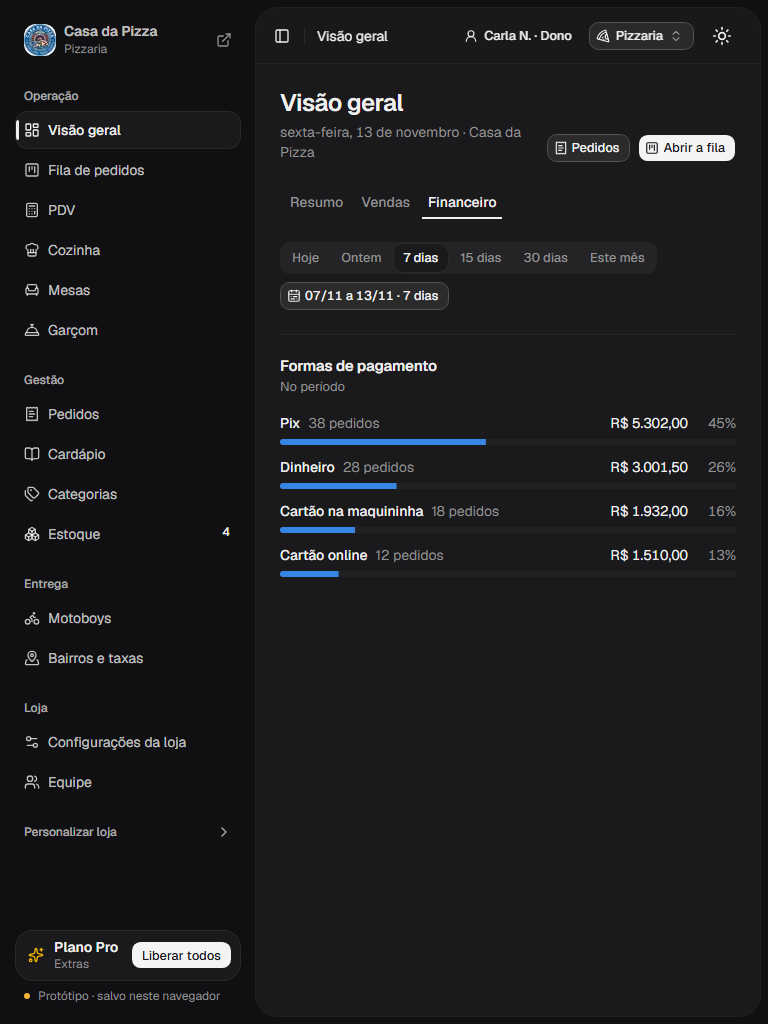 Casa da Pizza
Pizzaria
Operação
Visão geral
Fila de pedidos
PDV
Cozinha
Mesas
Garçom
Gestão
Pedidos
Cardápio
Categorias
Estoque 4
Entrega
Motoboys
Bairros e taxas
Loja
Configurações da loja
Equipe
Personalizar loja
Plano Pro
Extras
Liberar todos
Protótipo · salvo neste navegador
Visão geral
Carla N. · Dono
Pizzaria
Visão geral
sexta-feira, 13 de novembro · Casa da
Pizza
Pedidos
Abrir a fila
Resumo Vendas Financeiro
Hoje Ontem 7 dias 15 dias 30 dias Este mês
07/11 a 13/11 · 7 dias
Formas de pagamento
No período
Pix 38 pedidos R$ 5.302,00 45%
Dinheiro 28 pedidos R$ 3.001,50 26%
Cartão na maquininha 18 pedidos R$ 1.932,00 16%
Cartão online 12 pedidos R$ 1.510,00 13%